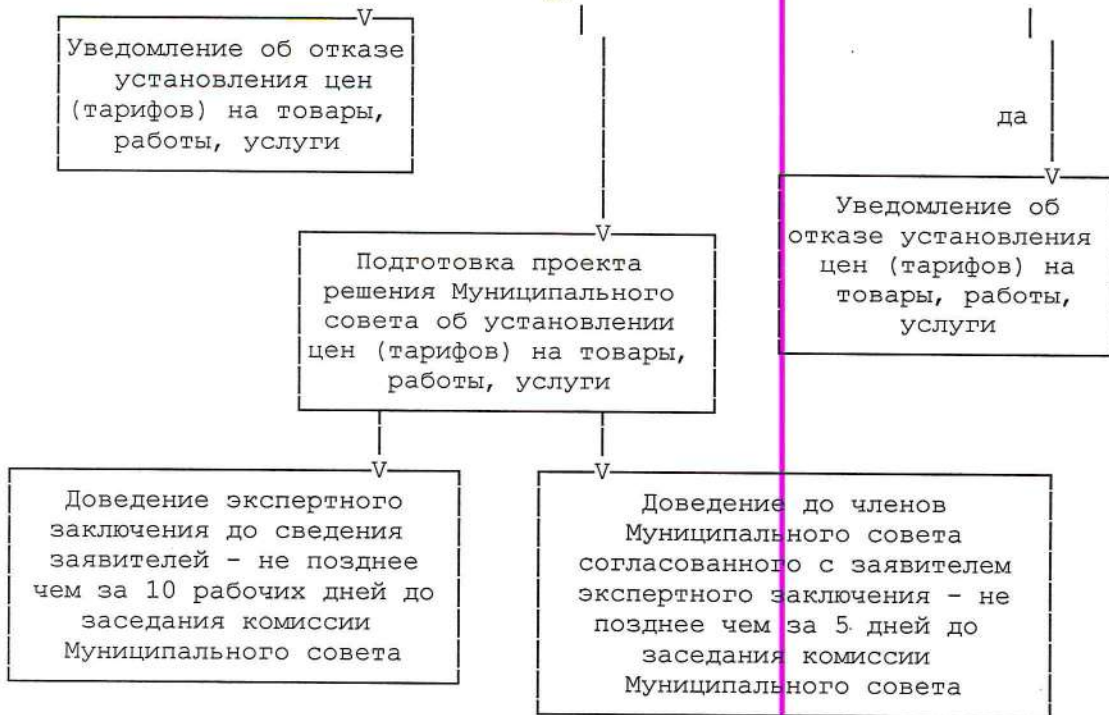 Уведомление об отказе
установления цен
(тарифов) на товары,
работы, услуги
да
Уведомление об
отказе установления
цен (тарифов) на
товары, работы,
услуги
Подготовка проекта
решения Муниципального
совета об установлении
цен (тарифов) на товары,
работы, услуги
Доведение экспертного
заключения до сведения
заявителей - не позднее
чем за 10 рабочих дней до
заседания комиссии
Муниципального совета
Доведение до членов
Муниципального совета
согласованного с заявителем
экспертного заключения - не
позднее чем за 5 дней до
заседания комиссии
Муниципального совета